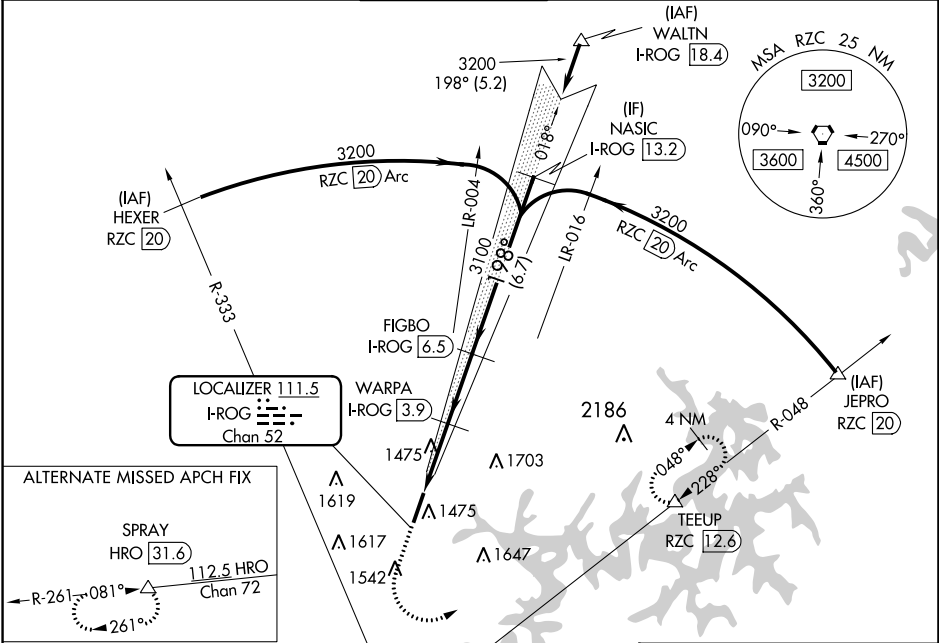 (IAF)
WALTN
I-ROG 18.4
3200
198° (5.2)
MSA RZC 25 NM
3200
090°
270°
3600
4500
360°
(IF)
NASIC
I-ROG 13.2
018°
3200
RZC 20 Arc
LR-004
(IAF)
HEXER
RZC 20
LR-016
3200
RZC 20 Arc
3100
198°
(6.7)
R-333
FIGBO
I-ROG 6.5
(IAF)
JEPRO
RZC 20
R-048
LOCALIZER 111.5
I-ROG
Chan 52
WARPA
I-ROG 3.9
2186
4 NM
048°
228°
1475
1703
1619
1475
TEEUP
RZC 12.6
1617
1542
1647
ALTERNATE MISSED APCH FIX
SPRAY
HRO 31.6
112.5 HRO
Chan 72
R-261
081°
261°